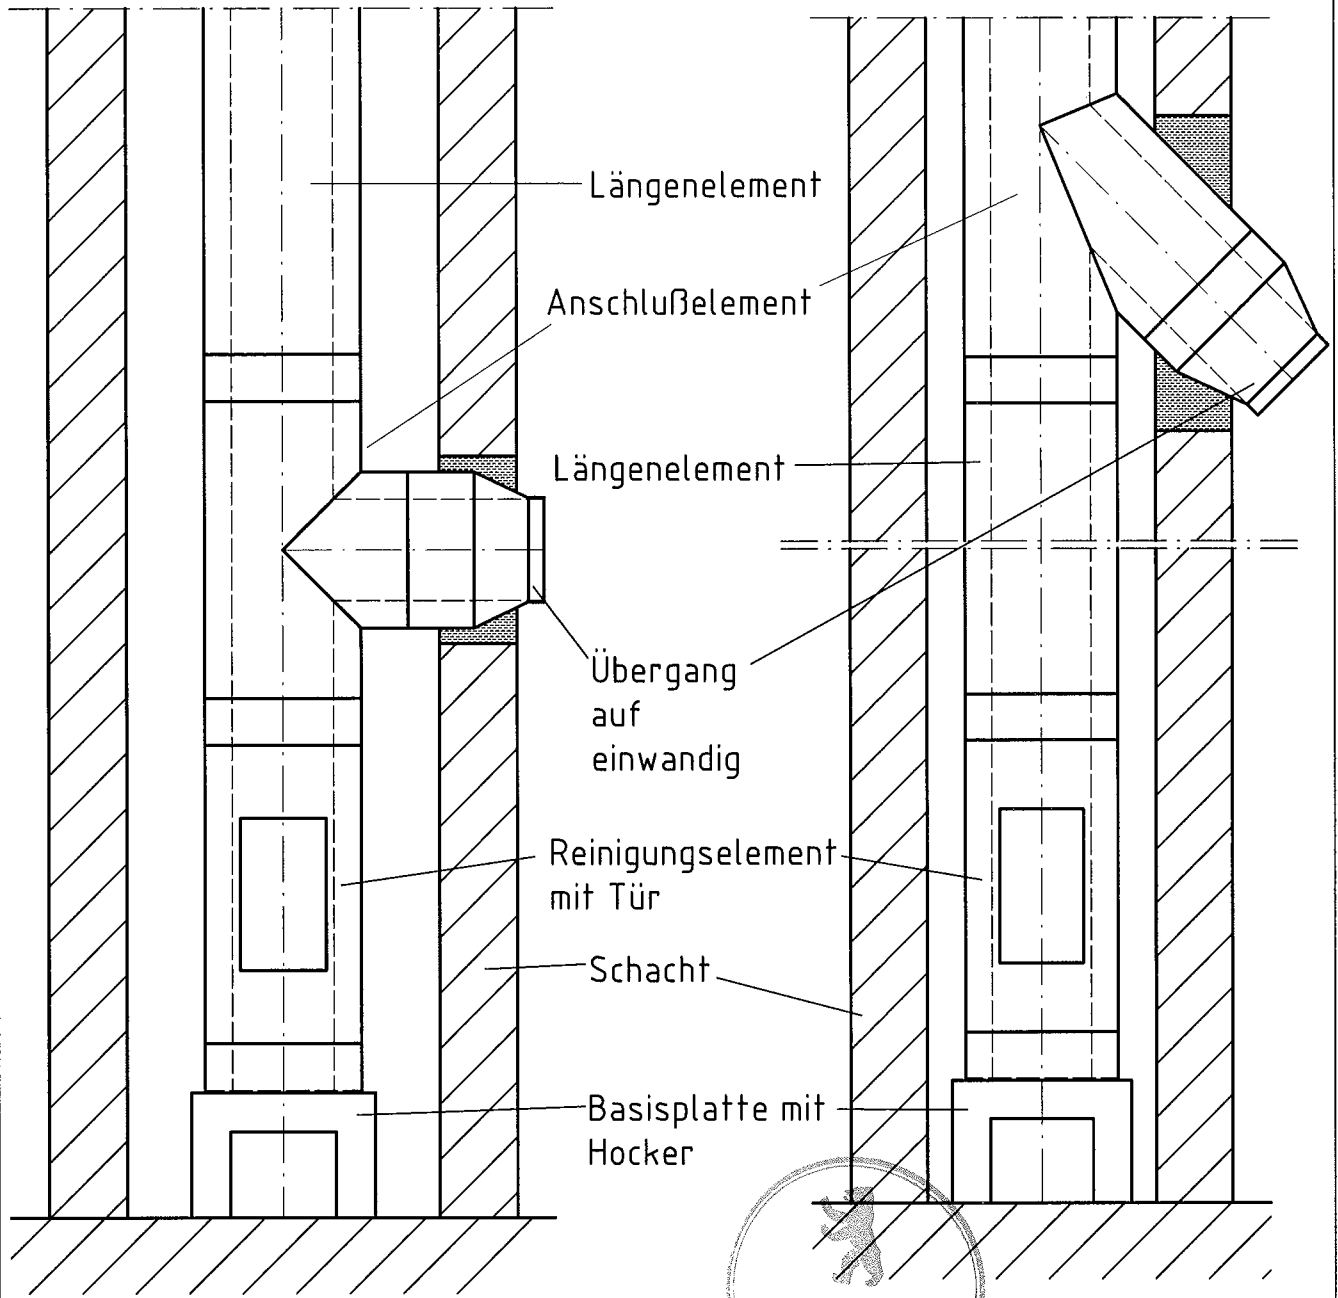 Längenelement
Anschlußelement
Längenelement
Übergang
auf
einwandig
Reinigungselement
mit Tür
Schacht
Basisplatte mit
Hocker